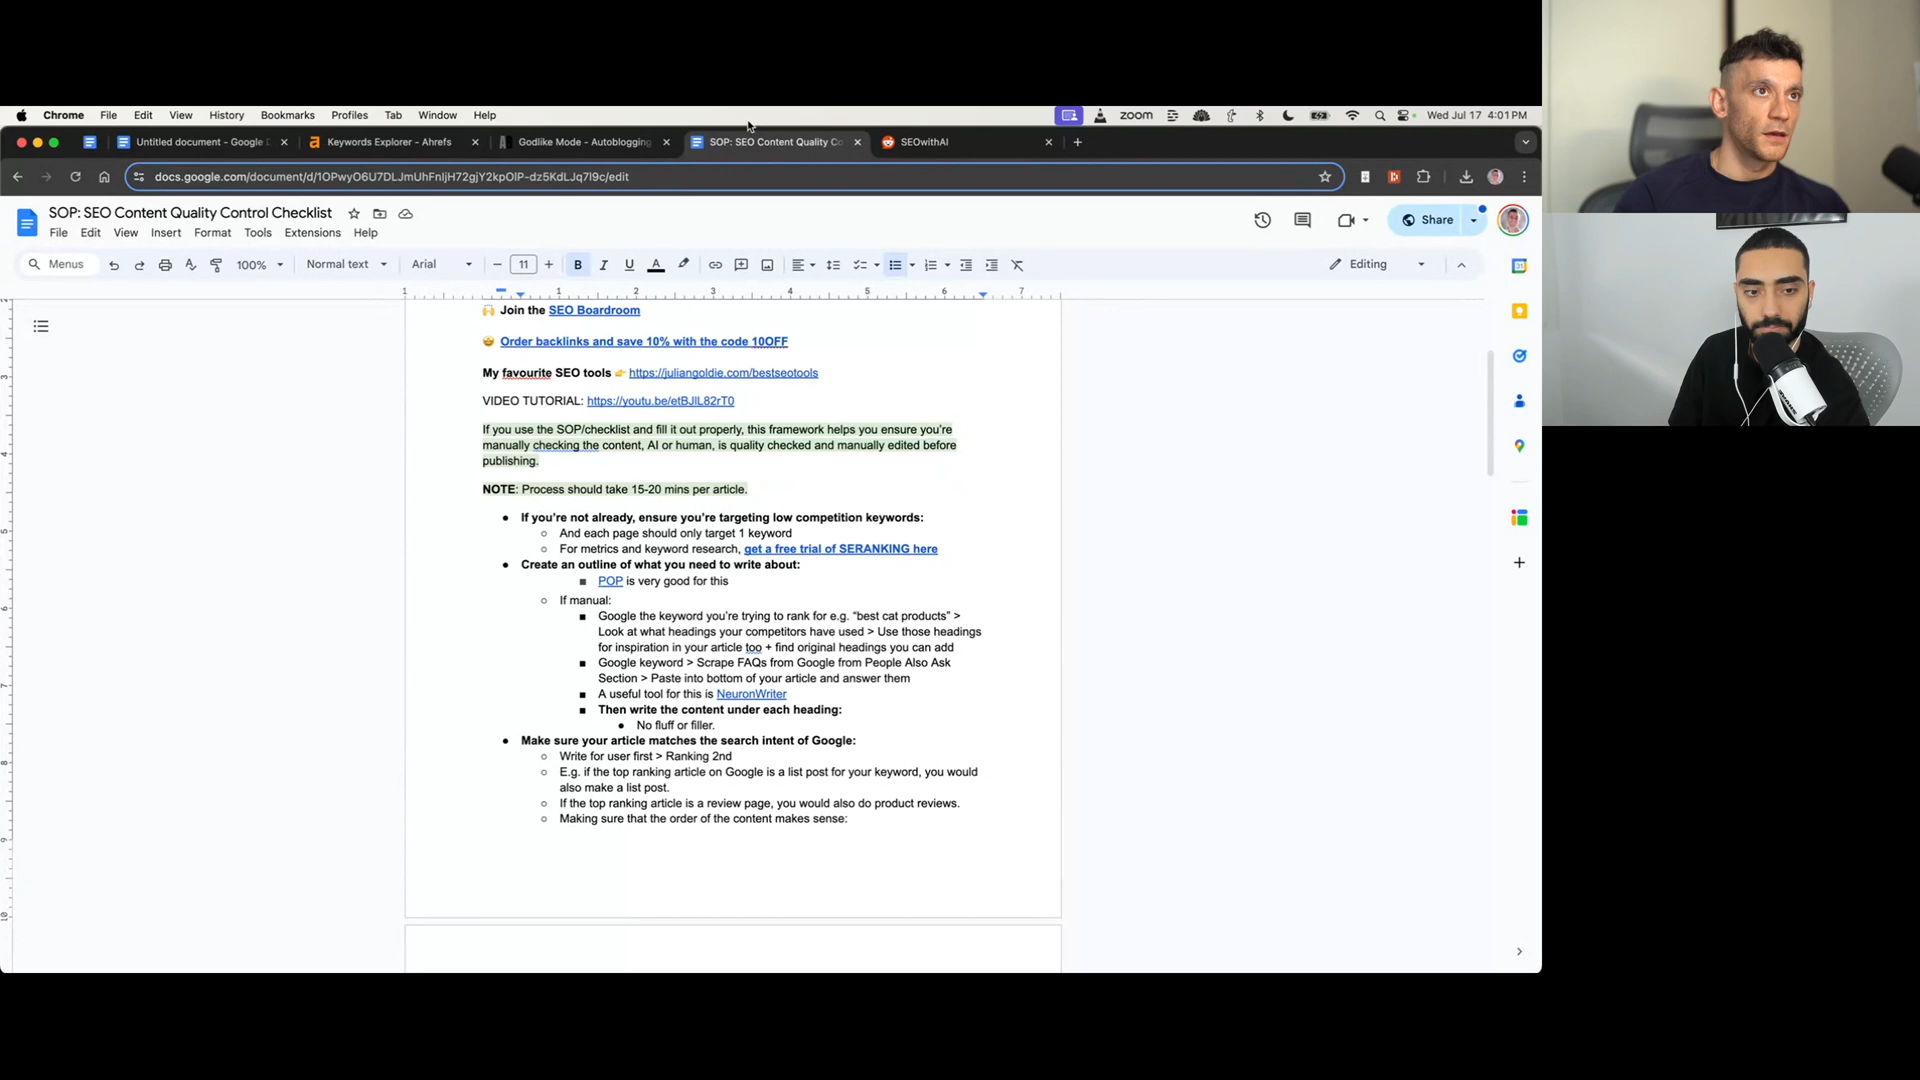 Chrome File Edit View History Bookmarks Profiles Tab Window Help zoom Wed Jul 17 4:01 PM
Untitled document - Google D Keywords Explorer - Ahrefs Godlike Mode - Autoblogging SOP: SEO Content Quality Co SEOwithAI
docs.google.com/document/d/1OPwyO6U7DLJmUhFnIjH72gjY2kpOlP-dz5KdLJq7l9c/edit
SOP: SEO Content Quality Control Checklist
Share
File Edit View Insert Format Tools Extensions Help
Menus 100% Normal text Arial 11 B I U A Editing
1 1 2 3 4 5 6 7
Join the SEO Boardroom
Order backlinks and save 10% with the code 10OFF
My favourite SEO tools 👉 https://juliangoldie.com/bestseotools
VIDEO TUTORIAL: https://youtu.be/etBJlL82rT0
If you use the SOP/checklist and fill it out properly, this framework helps you ensure you're
manually checking the content, AI or human, is quality checked and manually edited before
publishing.
NOTE: Process should take 15-20 mins per article.
● If you're not already, ensure you're targeting low competition keywords:
○ And each page should only target 1 keyword
○ For metrics and keyword research, get a free trial of SERANKING here
● Create an outline of what you need to write about:
■ POP is very good for this
○ If manual:
■ Google the keyword you're trying to rank for e.g. "best cat products" >
Look at what headings your competitors have used > Use those headings
for inspiration in your article too + find original headings you can add
■ Google keyword > Scrape FAQs from Google from People Also Ask
Section > Paste into bottom of your article and answer them
■ A useful tool for this is NeuronWriter
■ Then write the content under each heading:
● No fluff or filler.
● Make sure your article matches the search intent of Google:
○ Write for user first > Ranking 2nd
○ E.g. if the top ranking article on Google is a list post for your keyword, you would
also make a list post.
○ If the top ranking article is a review page, you would also do product reviews.
○ Making sure that the order of the content makes sense: